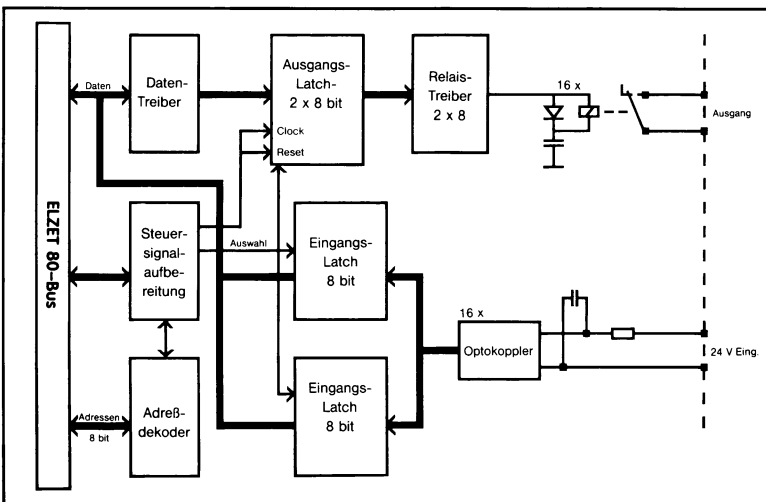 Daten
Daten-
Treiber
Ausgangs-
Latch-
2 x 8 bit
Clock
Reset
Relais-
Treiber
2 x 8
16 x
Ausgang
ELZET 80-Bus
Steuer-
signal-
aufbe-
reitung
Auswahl
Eingangs-
Latch
8 bit
16 x
Optokoppler
24 V Eing.
Adressen
8 bit
Adreß-
dekoder
Eingangs-
Latch
8 bit